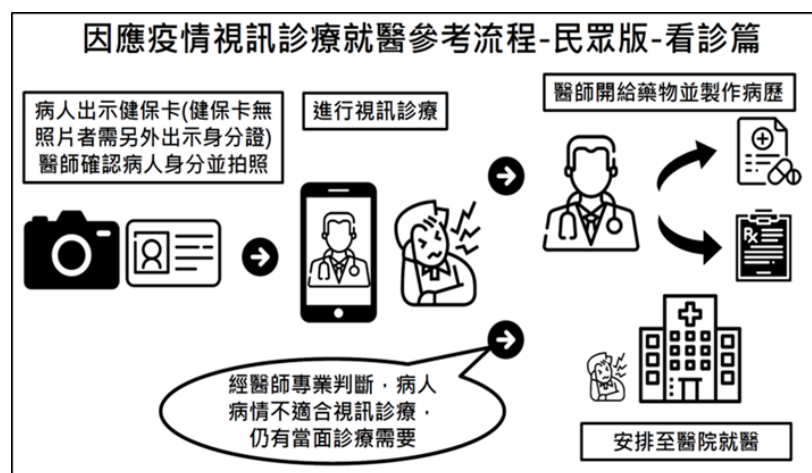 因應疫情視訊診療就醫參考流程-民眾版-看診篇
病人出示健保卡(健保卡無
照片者需另外出示身分證)
醫師確認病人身分並拍照
進行視訊診療
醫師開給藥物並製作病歷
Rx
經醫師專業判斷，病人
病情不適合視訊診療，
仍有當面診療需要
安排至醫院就醫